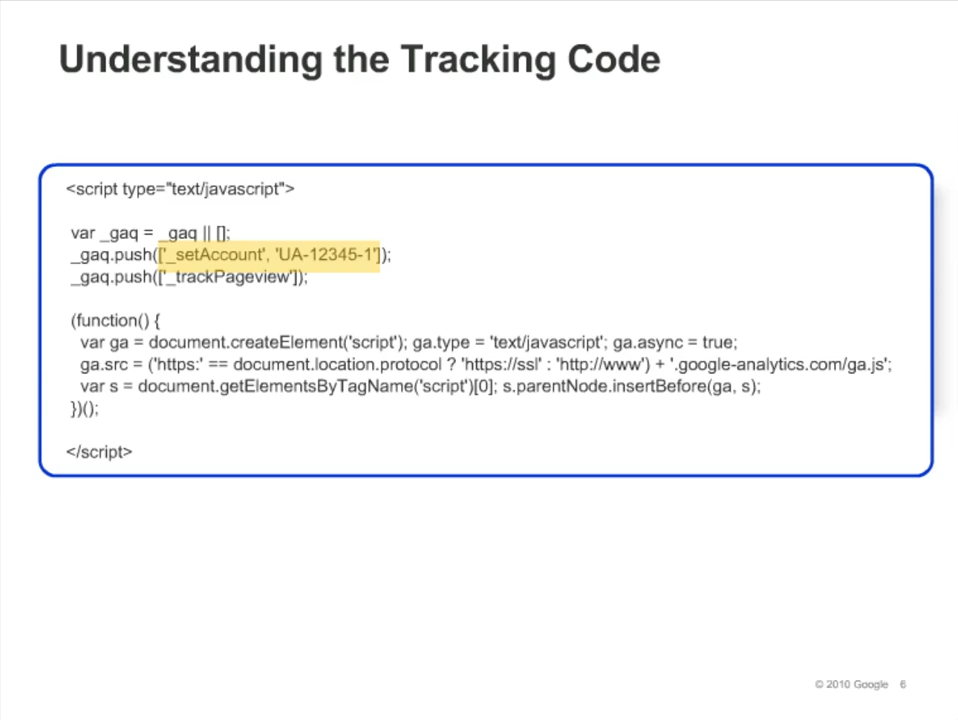 Understanding the Tracking Code
<script type="text/javascript">
var _gaq = _gaq || [];
_gaq.push(['_setAccount', 'UA-12345-1']);
_gaq.push(['_trackPageview']);
(function() {
var ga = document.createElement('script'); ga.type = 'text/javascript'; ga.async = true;
ga.src = ('https:' == document.location.protocol ? 'https://ssl' : 'http://www') + '.google-analytics.com/ga.js';
var s = document.getElementsByTagName('script')[0]; s.parentNode.insertBefore(ga, s);
})();
</script>
© 2010 Google 6